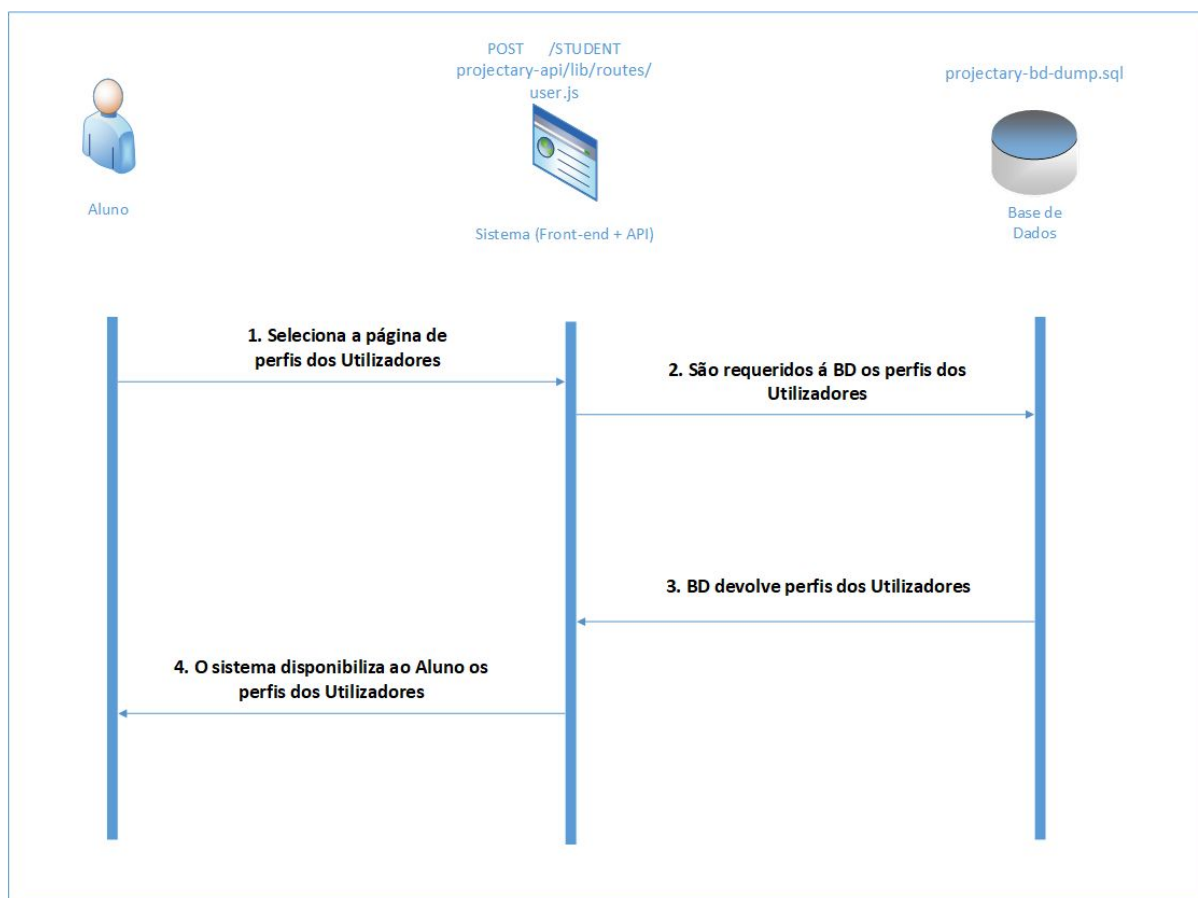 POST /STUDENT
projectary-api/lib/routes/
user.js
projectary-bd-dump.sql
Aluno
Sistema (Front-end + API)
Base de
Dados
1. Seleciona a página de
perfis dos Utilizadores
2. São requeridos á BD os perfis dos
Utilizadores
3. BD devolve perfis dos Utilizadores
4. O sistema disponibiliza ao Aluno os
perfis dos Utilizadores